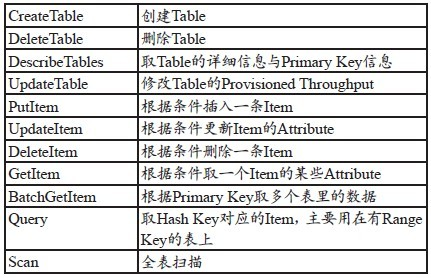 CreateTable 创建Table
DeleteTable 删除Table
DescribeTables 取Table的详细信息与Primary Key信息
UpdateTable 修改Table的Provisioned Throughput
PutItem 根据条件插入一条Item
UpdateItem 根据条件更新Item的Attribute
DeleteItem 根据条件删除一条Item
GetItem 根据条件取一个Item的某些Attribute
BatchGetItem 根据Primary Key取多个表里的数据
Query 取Hash Key对应的Item，主要用在有Range
Key的表上
Scan 全表扫描